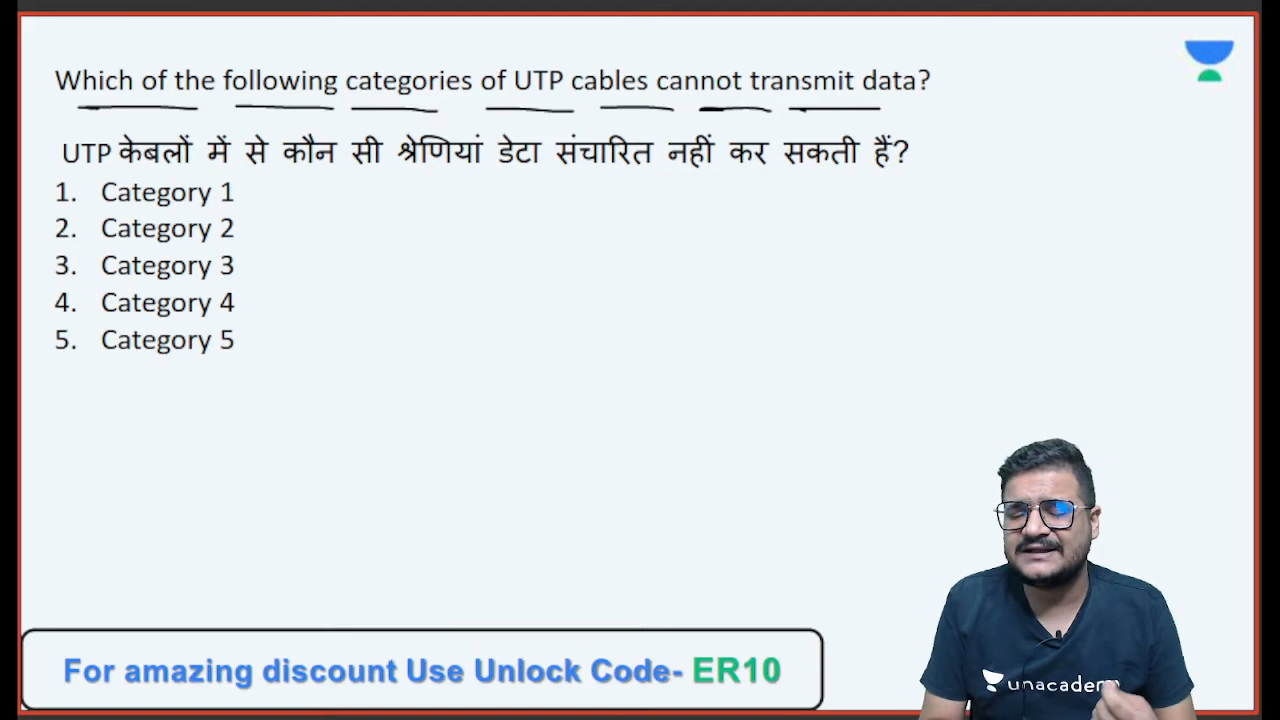 Which of the following categories of UTP cables cannot transmit data?
UTP केबलों में से कौन सी श्रेणियां डेटा संचारित नहीं कर सकती हैं?
1. Category 1
2. Category 2
3. Category 3
4. Category 4
5. Category 5
For amazing discount Use Unlock Code- ER10
unacademy